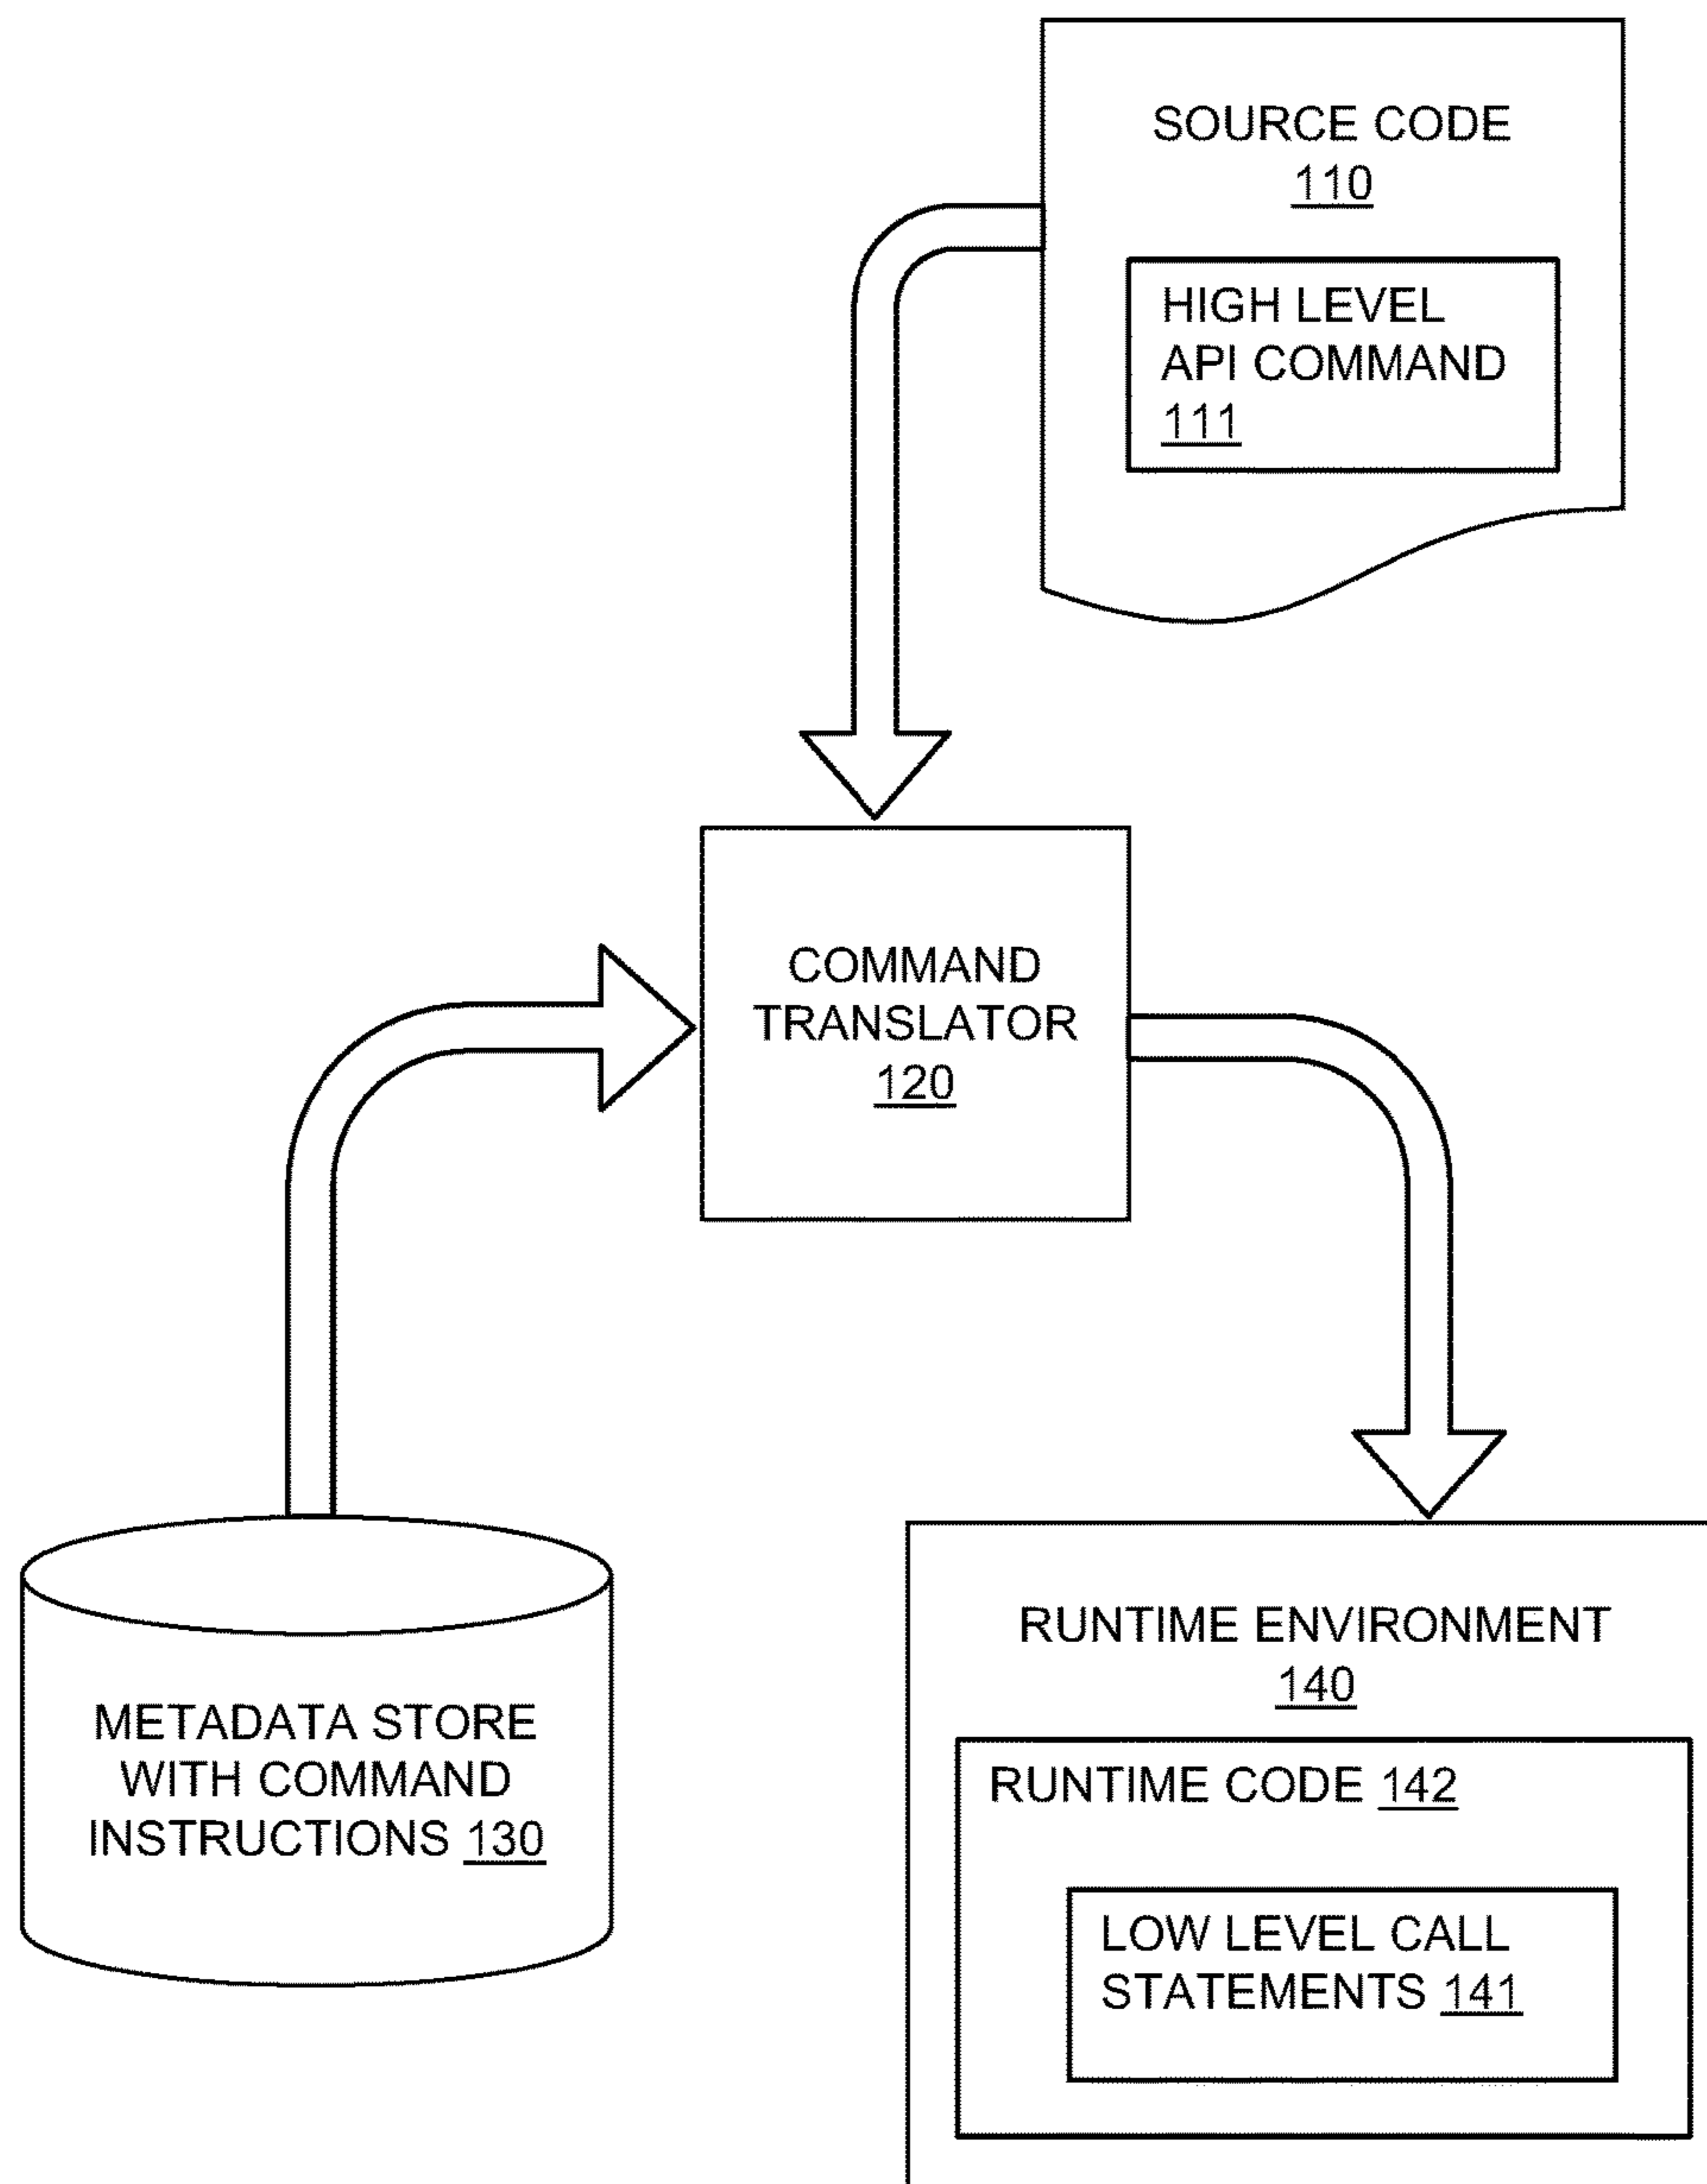 SOURCE CODE
110
HIGH LEVEL
API COMMAND
111
COMMAND
TRANSLATOR
120
METADATA STORE
WITH COMMAND
INSTRUCTIONS 130
RUNTIME ENVIRONMENT
140
RUNTIME CODE 142
LOW LEVEL CALL
STATEMENTS 141